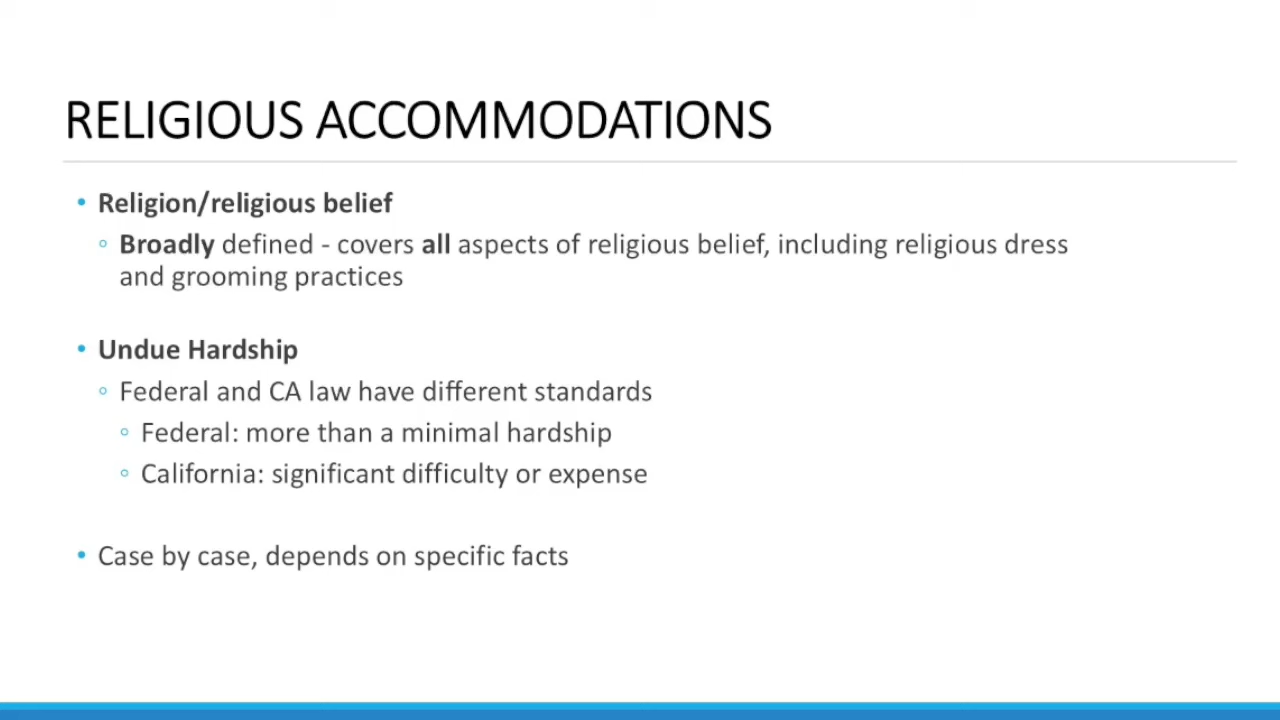 RELIGIOUS ACCOMMODATIONS
• Religion/religious belief
◦ Broadly defined - covers all aspects of religious belief, including religious dress
and grooming practices
• Undue Hardship
◦ Federal and CA law have different standards
◦ Federal: more than a minimal hardship
◦ California: significant difficulty or expense
• Case by case, depends on specific facts